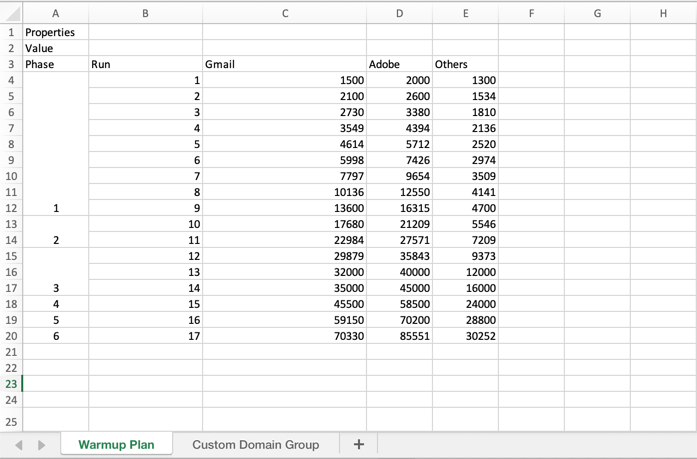 A B C D E F G H
1 Properties
2 Value
3 Phase Run Gmail Adobe Others
4 1 1500 2000 1300
5 2 2100 2600 1534
6 3 2730 3380 1810
7 4 3549 4394 2136
8 5 4614 5712 2520
9 6 5998 7426 2974
10 7 7797 9654 3509
11 8 10136 12550 4141
12 1 9 13600 16315 4700
13 10 17680 21209 5546
14 2 11 22984 27571 7209
15 12 29879 35843 9373
16 13 32000 40000 12000
17 3 14 35000 45000 16000
18 4 15 45500 58500 24000
19 5 16 59150 70200 28800
20 6 17 70330 85551 30252
21
22
23
24
25
Warmup Plan Custom Domain Group +